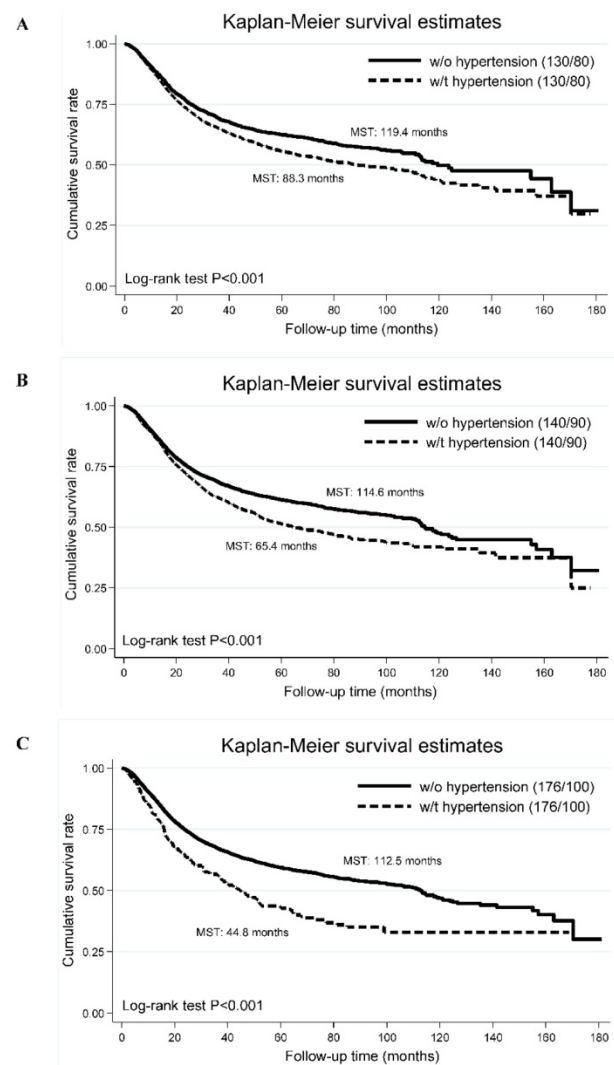 A
Kaplan-Meier survival estimates
1.00
0.75
0.50
0.25
0.00
Cumulative survival rate
w/o hypertension (130/80)
w/t hypertension (130/80)
MST: 119.4 months
MST: 88.3 months
Log-rank test P<0.001
0 20 40 60 80 100 120 140 160 180
Follow-up time (months)
B
Kaplan-Meier survival estimates
1.00
0.75
0.50
0.25
0.00
Cumulative survival rate
w/o hypertension (140/90)
w/t hypertension (140/90)
MST: 114.6 months
MST: 65.4 months
Log-rank test P<0.001
0 20 40 60 80 100 120 140 160 180
Follow-up time (months)
C
Kaplan-Meier survival estimates
1.00
0.75
0.50
0.25
0.00
Cumulative survival rate
w/o hypertension (176/100)
w/t hypertension (176/100)
MST: 112.5 months
MST: 44.8 months
Log-rank test P<0.001
0 20 40 60 80 100 120 140 160 180
Follow-up time (months)